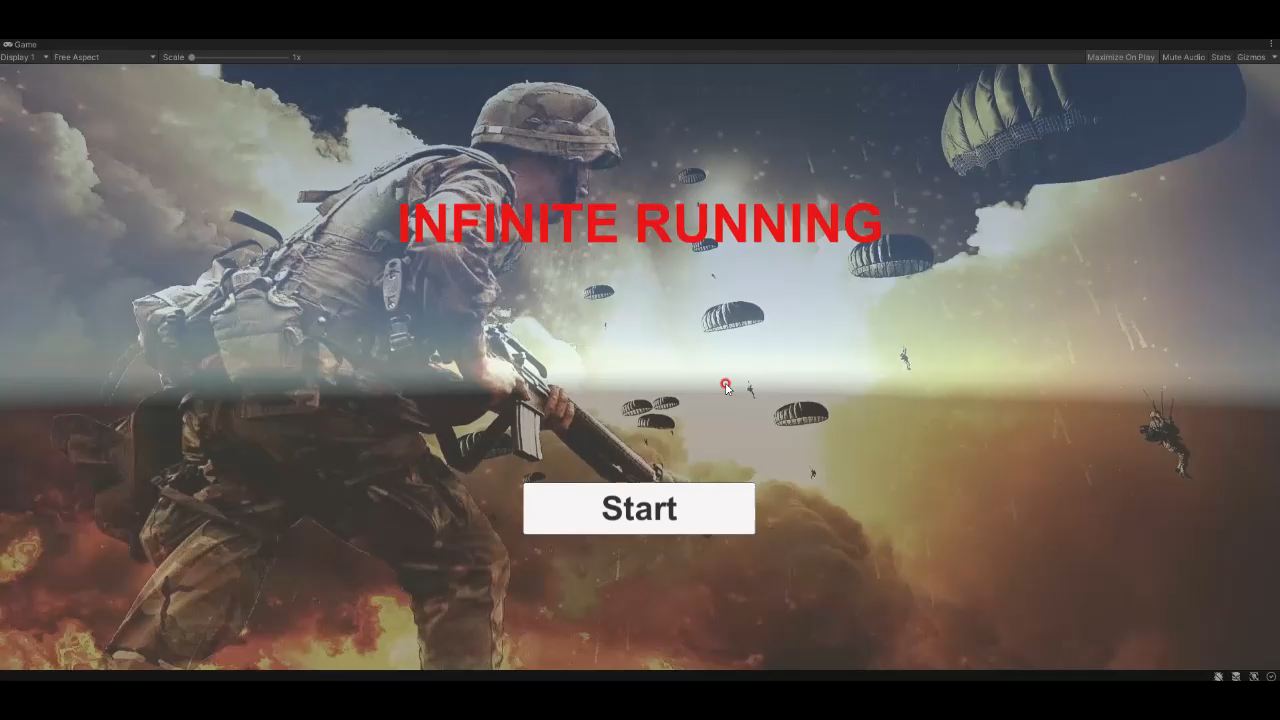 Game
Display 1 Free Aspect Scale 1x Maximize On Play Mute Audio Stats Gizmos
INFINITE RUNNING
Start